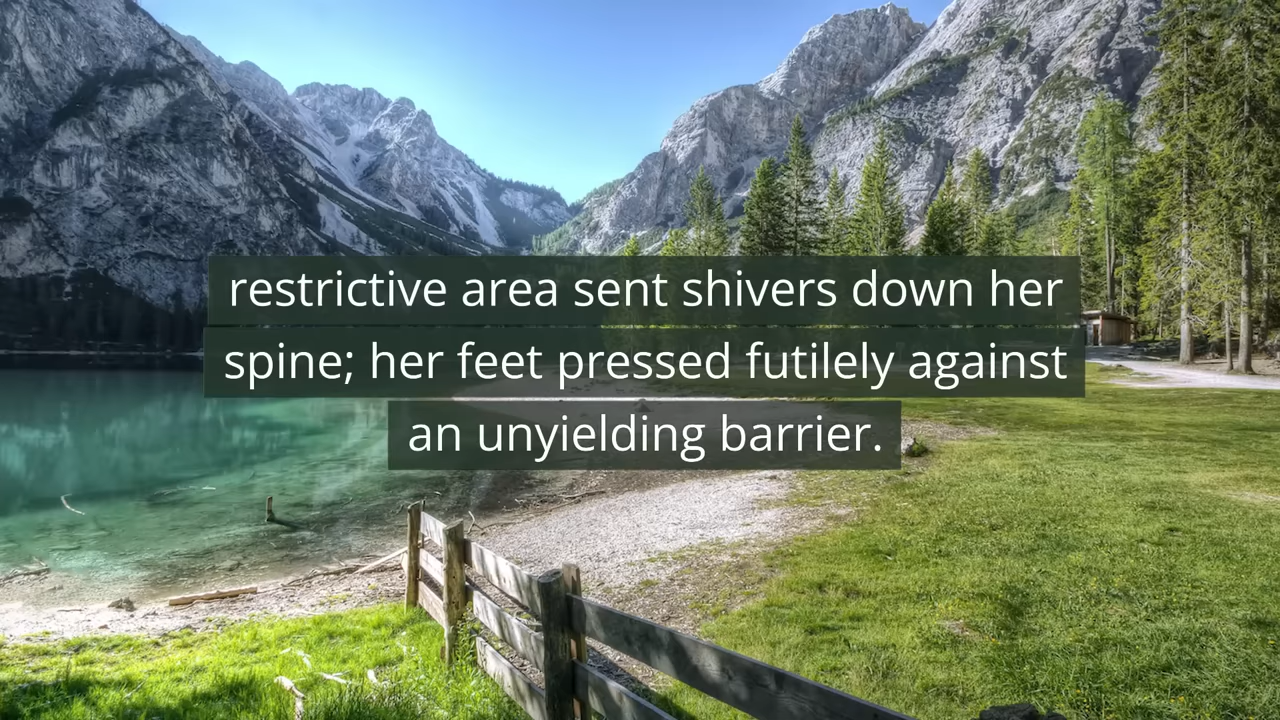 restrictive area sent shivers down her
spine; her feet pressed futilely against
an unyielding barrier.